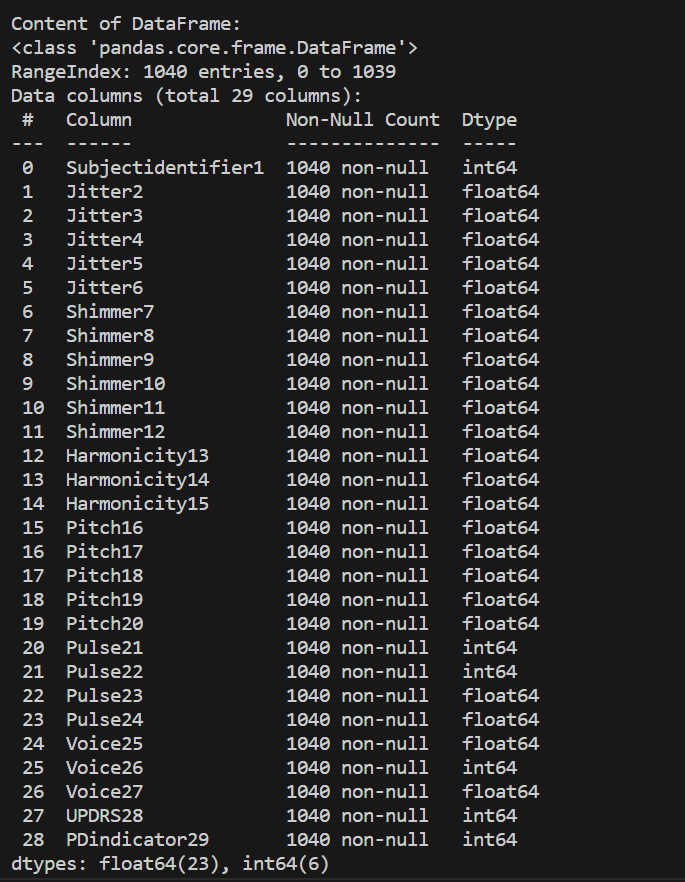 Content of DataFrame:
<class 'pandas.core.frame.DataFrame'>
RangeIndex: 1040 entries, 0 to 1039
Data columns (total 29 columns):
 #   Column              Non-Null Count  Dtype
---  ------              --------------  -----
 0   Subjectidentifier1  1040 non-null   int64
 1   Jitter2             1040 non-null   float64
 2   Jitter3             1040 non-null   float64
 3   Jitter4             1040 non-null   float64
 4   Jitter5             1040 non-null   float64
 5   Jitter6             1040 non-null   float64
 6   Shimmer7            1040 non-null   float64
 7   Shimmer8            1040 non-null   float64
 8   Shimmer9            1040 non-null   float64
 9   Shimmer10           1040 non-null   float64
 10  Shimmer11           1040 non-null   float64
 11  Shimmer12           1040 non-null   float64
 12  Harmonicity13       1040 non-null   float64
 13  Harmonicity14       1040 non-null   float64
 14  Harmonicity15       1040 non-null   float64
 15  Pitch16             1040 non-null   float64
 16  Pitch17             1040 non-null   float64
 17  Pitch18             1040 non-null   float64
 18  Pitch19             1040 non-null   float64
 19  Pitch20             1040 non-null   float64
 20  Pulse21             1040 non-null   int64
 21  Pulse22             1040 non-null   int64
 22  Pulse23             1040 non-null   float64
 23  Pulse24             1040 non-null   float64
 24  Voice25             1040 non-null   float64
 25  Voice26             1040 non-null   int64
 26  Voice27             1040 non-null   float64
 27  UPDRS28             1040 non-null   int64
 28  PDindicator29       1040 non-null   int64
dtypes: float64(23), int64(6)